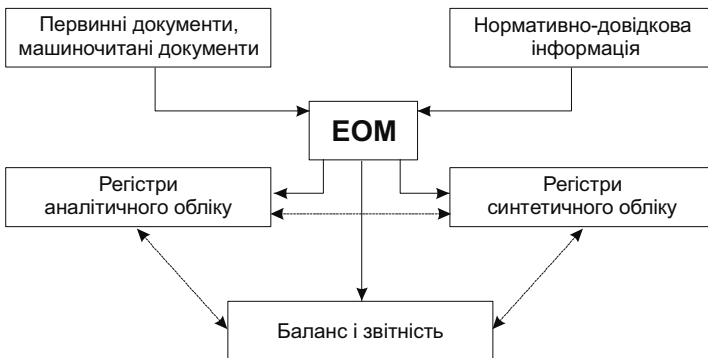 Первинні документи,
машиночитані документи
Нормативно-довідкова
інформація
ЕОМ
Регістри
аналітичного обліку
Регістри
синтетичного обліку
Баланс і звітність